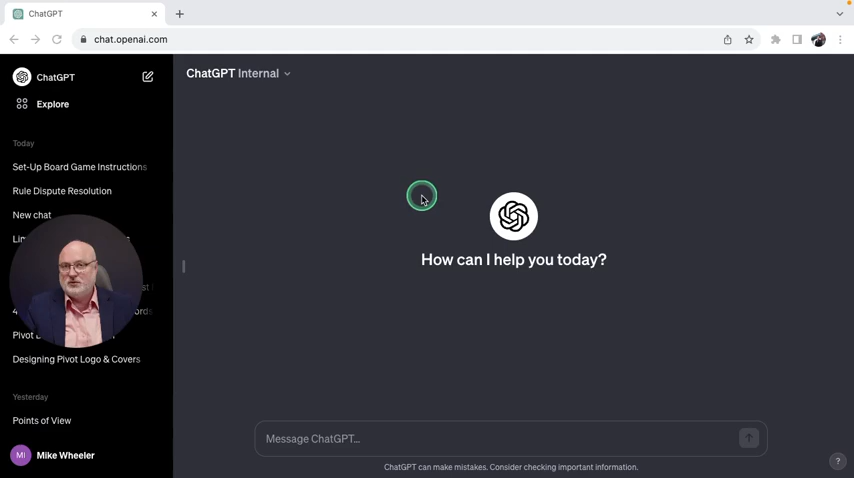 ChatGPT
chat.openai.com
ChatGPT
Explore
Today
Set-Up Board Game Instructions
Rule Dispute Resolution
New chat
Designing Pivot Logo & Covers
Yesterday
Points of View
MI
Mike Wheeler
ChatGPT Internal
How can I help you today?
Message ChatGPT...
ChatGPT can make mistakes. Consider checking important information.
?